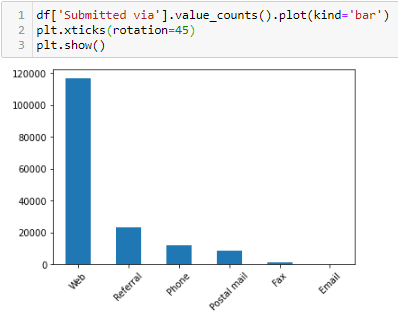 1 df['Submitted via'].value_counts().plot(kind='bar')
2 plt.xticks(rotation=45)
3 plt.show()
120000
100000
80000
60000
40000
20000
0
Web
Referral
Phone
Postal mail
Fax
Email